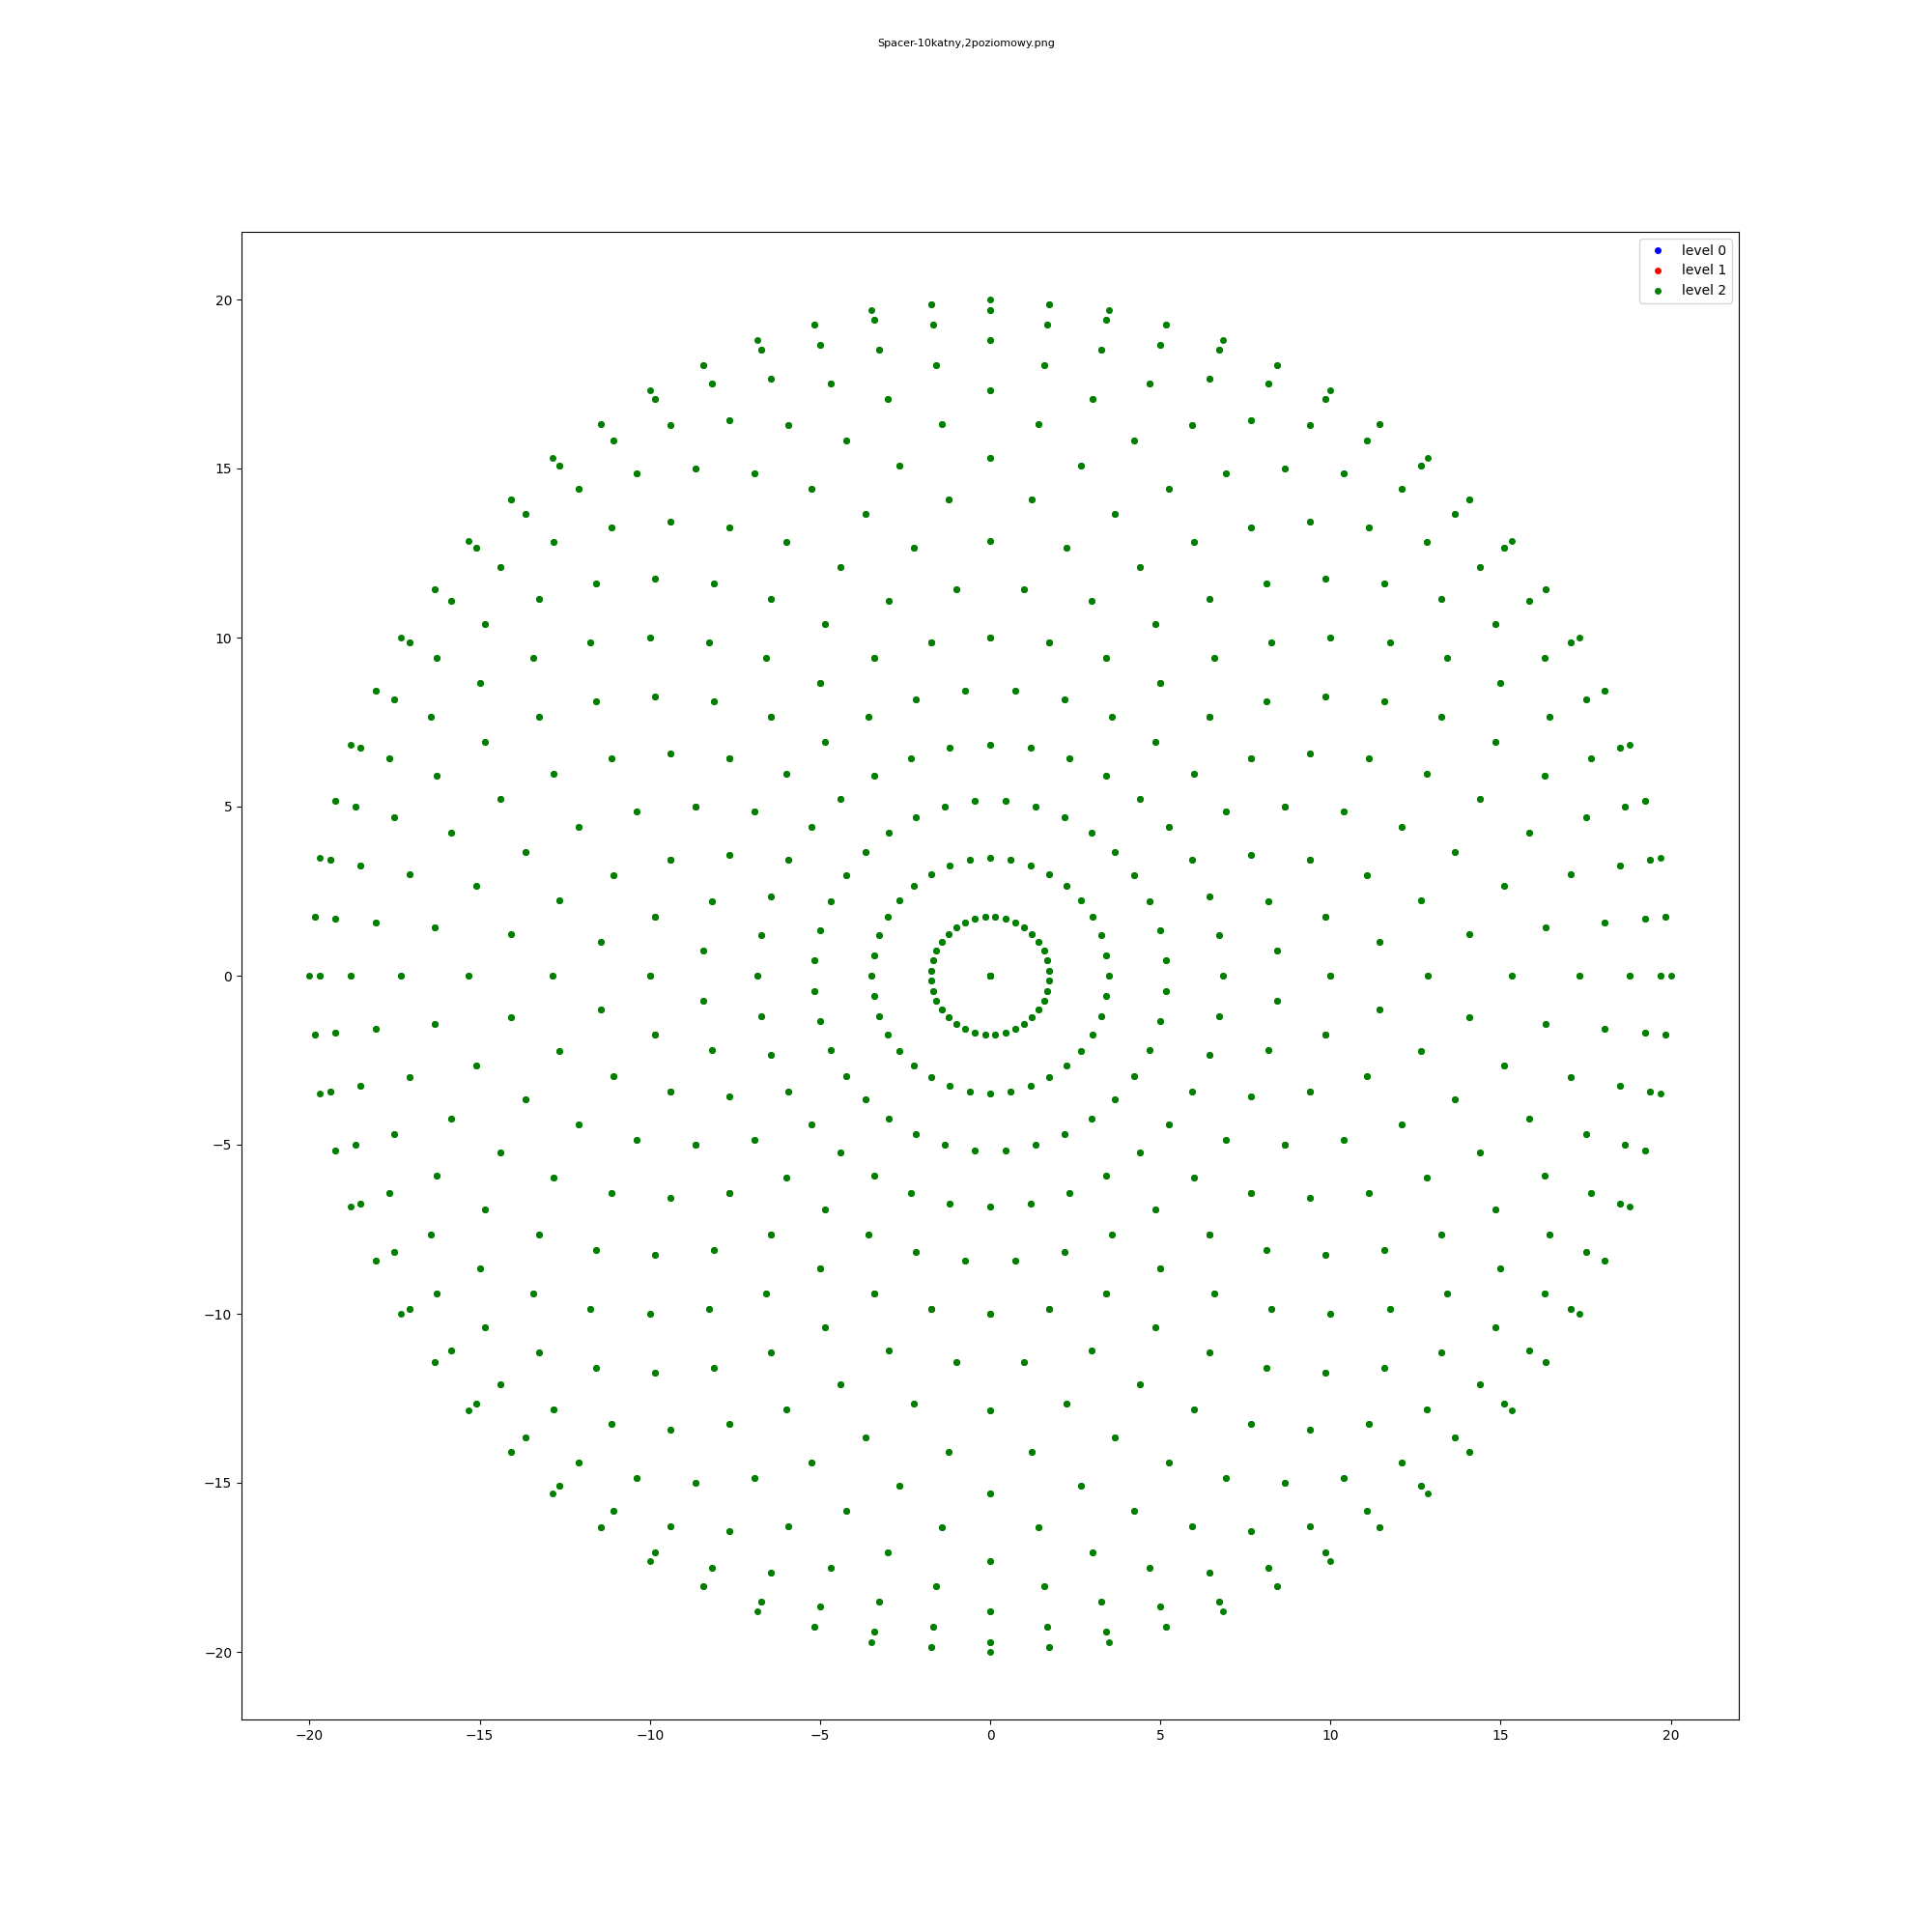 Spacer-10katny,2poziomowy.png
level 0
level 1
level 2
20
15
10
5
0
−5
−10
−15
−20
−20 −15 −10 −5 0 5 10 15 20